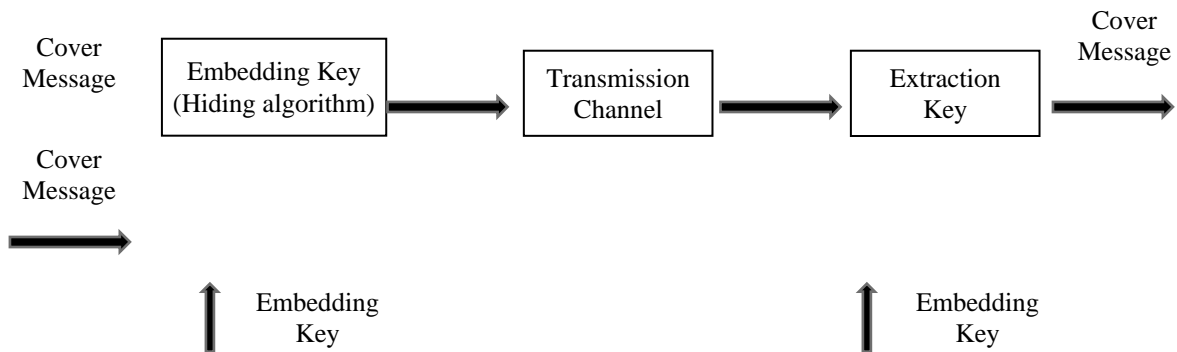 Cover
Message
Embedding Key
(Hiding algorithm)
Transmission
Channel
Extraction
Key
Cover
Message
Cover
Message
Embedding
Key
Embedding
Key